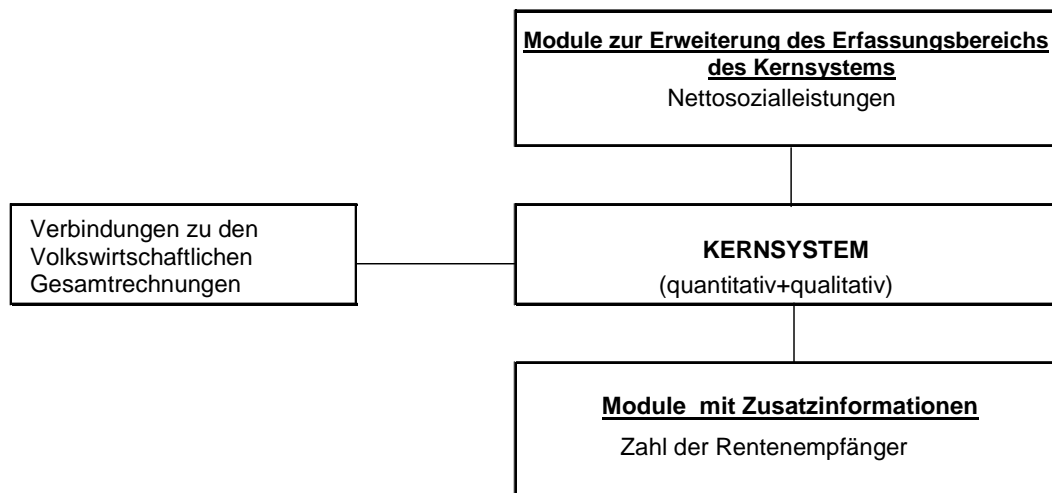 Module zur Erweiterung des Erfassungsbereichs
des Kernsystems
Nettosozialleistungen
Verbindungen zu den
Volkswirtschaftlichen
Gesamtrechnungen
KERNSYSTEM
(quantitativ+qualitativ)
Module mit Zusatzinformationen
Zahl der Rentenempfänger